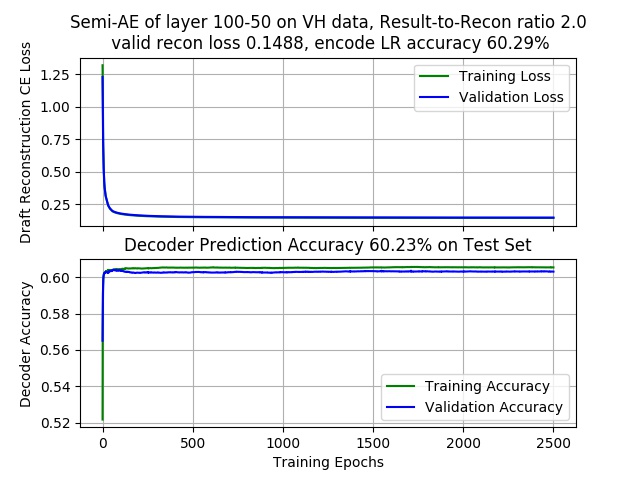 Semi-AE of layer 100-50 on VH data, Result-to-Recon ratio 2.0
valid recon loss 0.1488, encode LR accuracy 60.29%
Draft Reconstruction CE Loss
1.25
1.00
0.75
0.50
0.25
Training Loss
Validation Loss
Decoder Prediction Accuracy 60.23% on Test Set
Decoder Accuracy
0.60
0.58
0.56
0.54
0.52
Training Accuracy
Validation Accuracy
0 500 1000 1500 2000 2500
Training Epochs